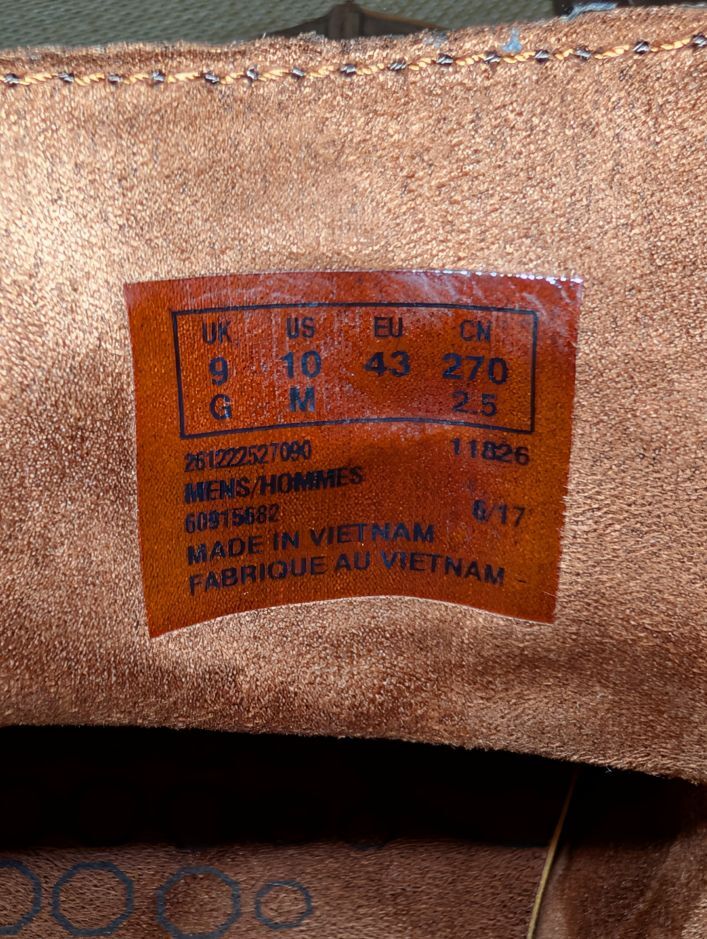 UK US EU CN
9 10 43 270
G M 2.5
261222527090 11826
MENS/HOMMES
60915682 6/17
MADE IN VIETNAM
FABRIQUE AU VIETNAM